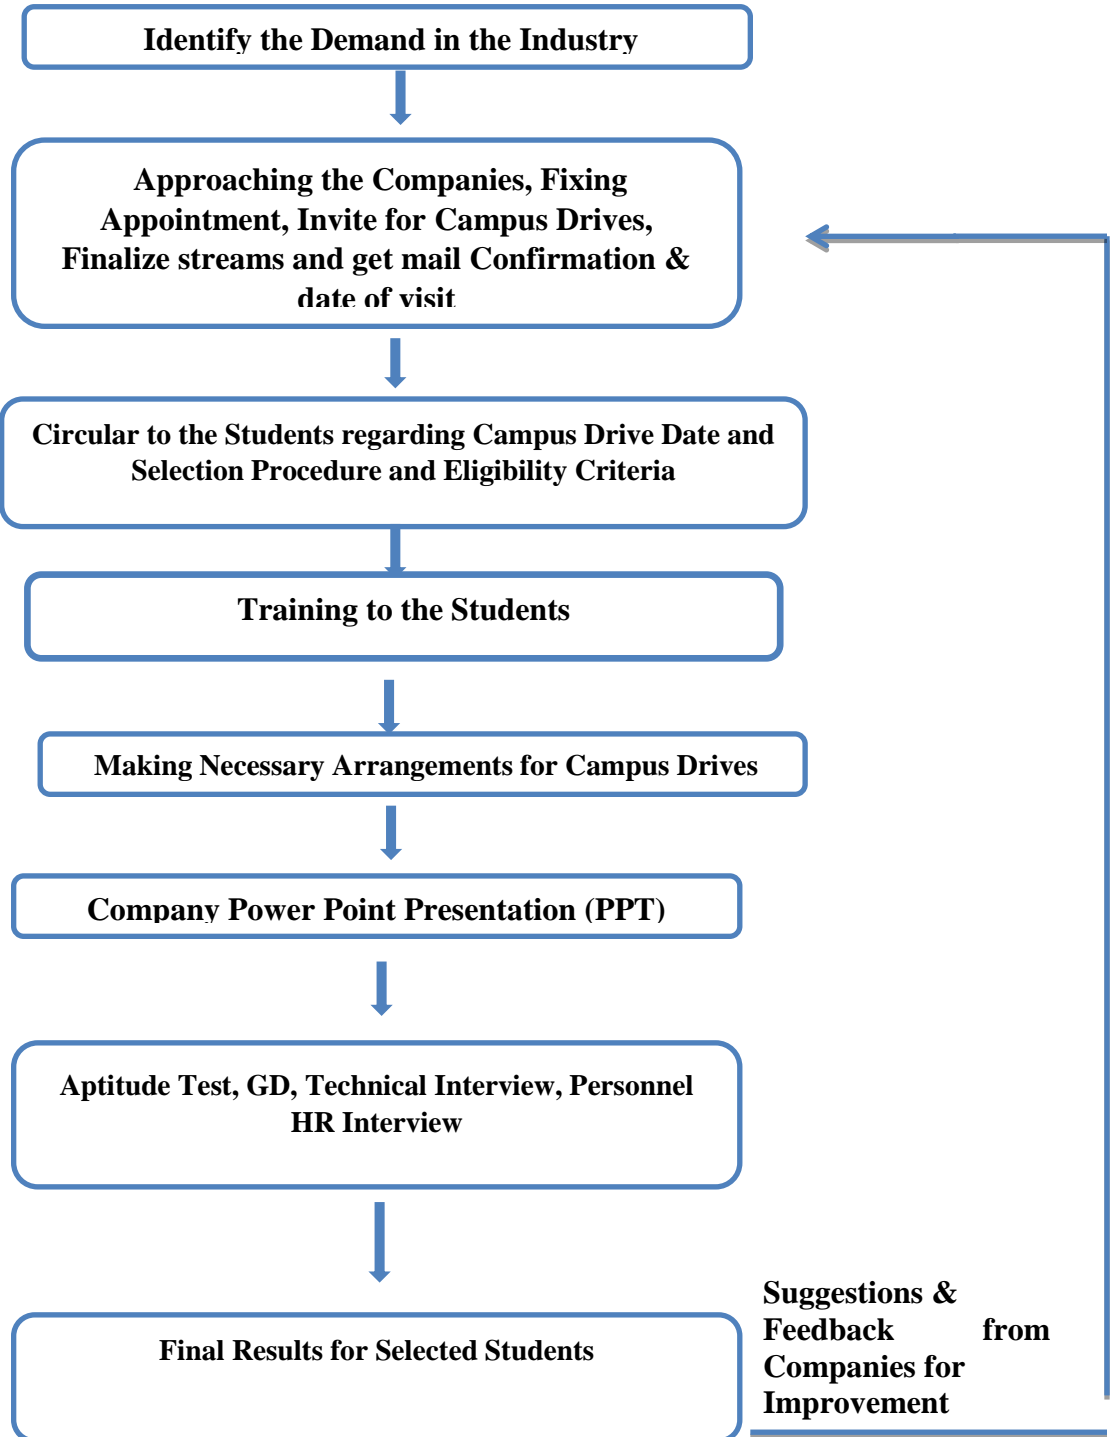 Identify the Demand in the Industry
Approaching the Companies, Fixing
Appointment, Invite for Campus Drives,
Finalize streams and get mail Confirmation &
date of visit
Circular to the Students regarding Campus Drive Date and
Selection Procedure and Eligibility Criteria
Training to the Students
Making Necessary Arrangements for Campus Drives
Company Power Point Presentation (PPT)
Aptitude Test, GD, Technical Interview, Personnel
HR Interview
Final Results for Selected Students
Suggestions &
Feedback from
Companies for
Improvement